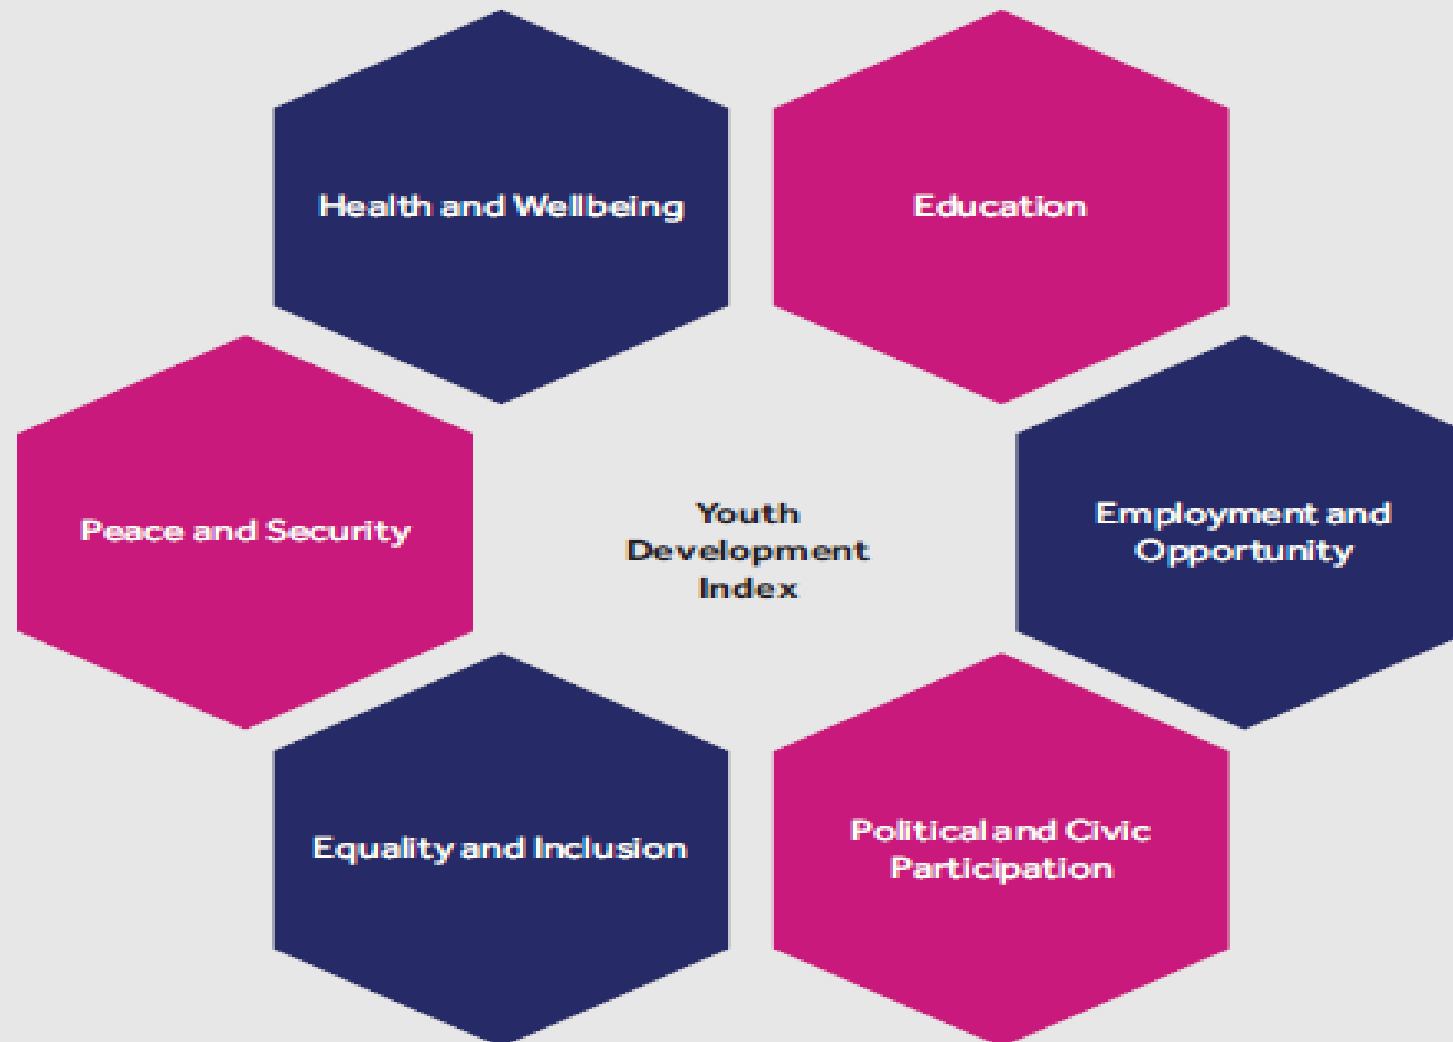 Health and Wellbeing
Education
Peace and Security
Youth
Development
Index
Employment and
Opportunity
Equality and Inclusion
Political and Civic
Participation